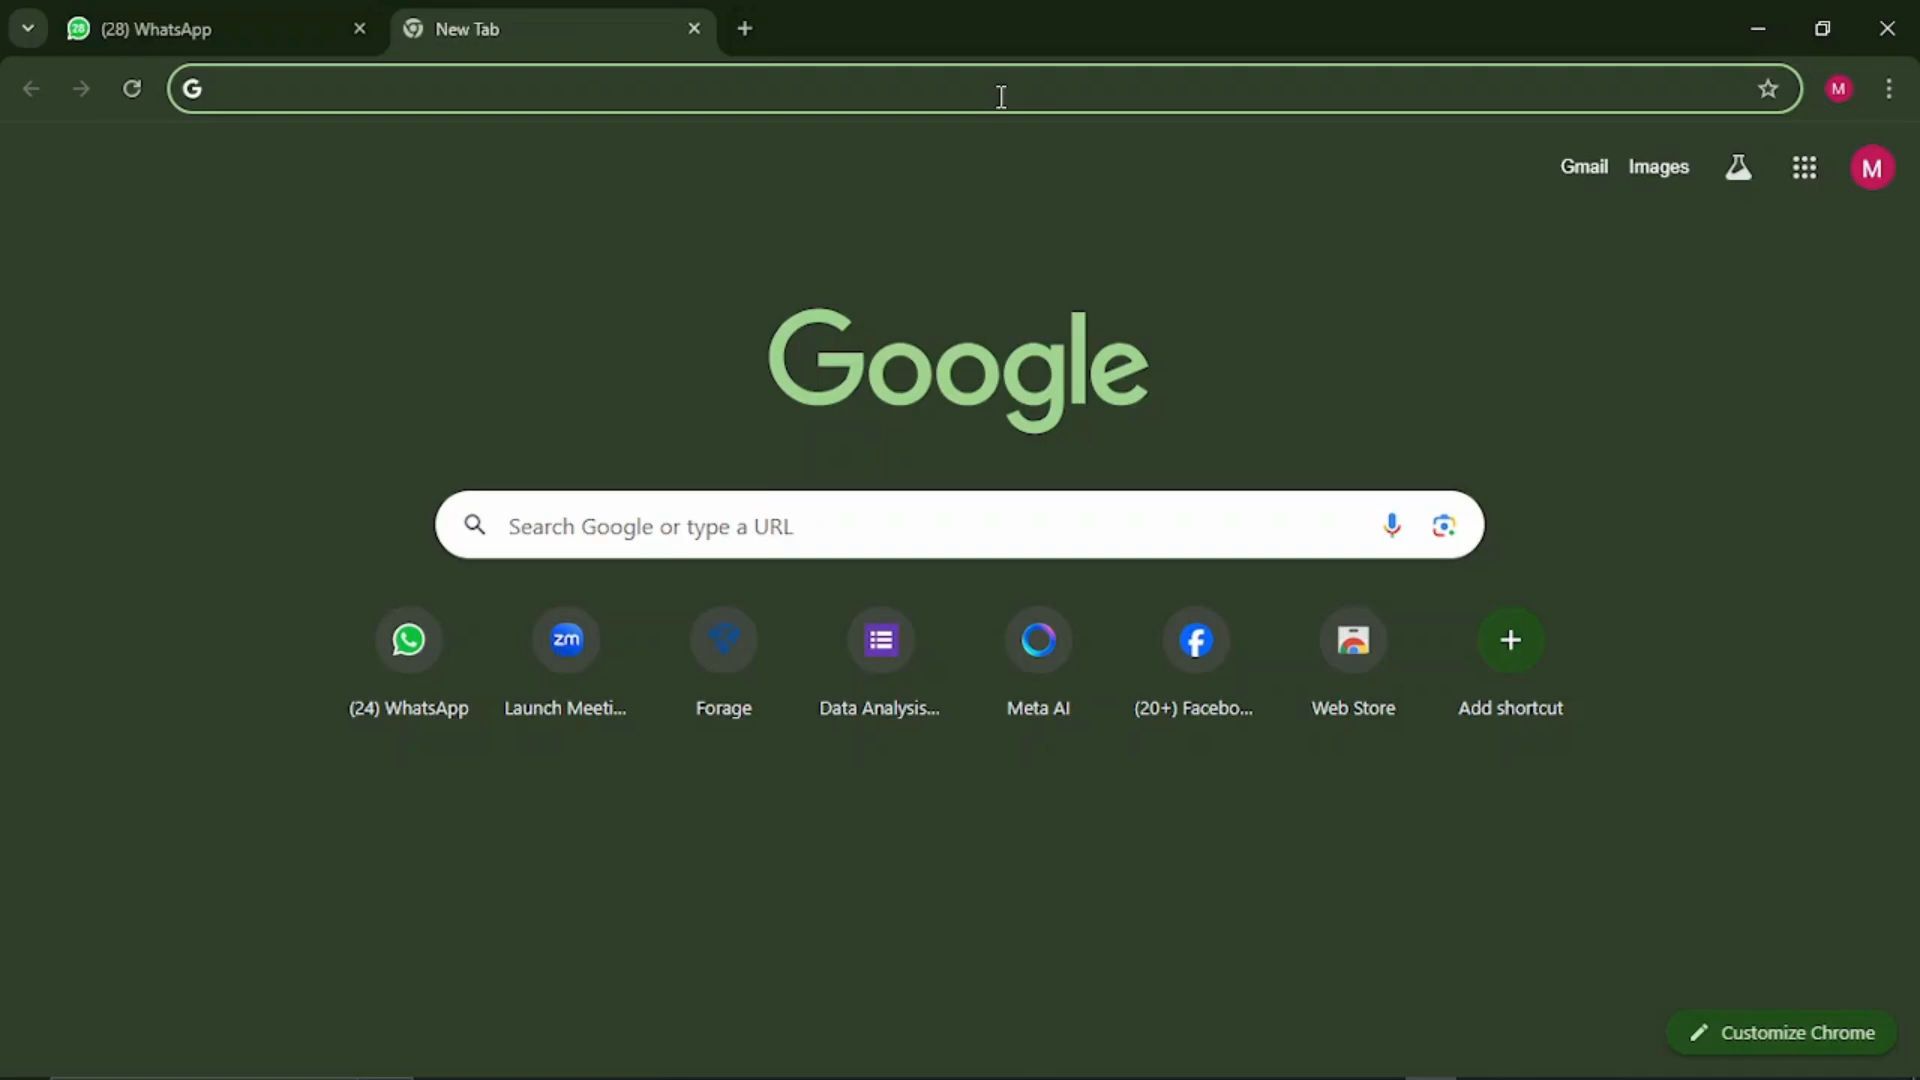 (28) WhatsApp
New Tab
Gmail Images
M
M
Google
Search Google or type a URL
zm
(24) WhatsApp
Launch Meeti...
Forage
Data Analysis...
Meta AI
(20+) Facebo...
Web Store
Add shortcut
Customize Chrome